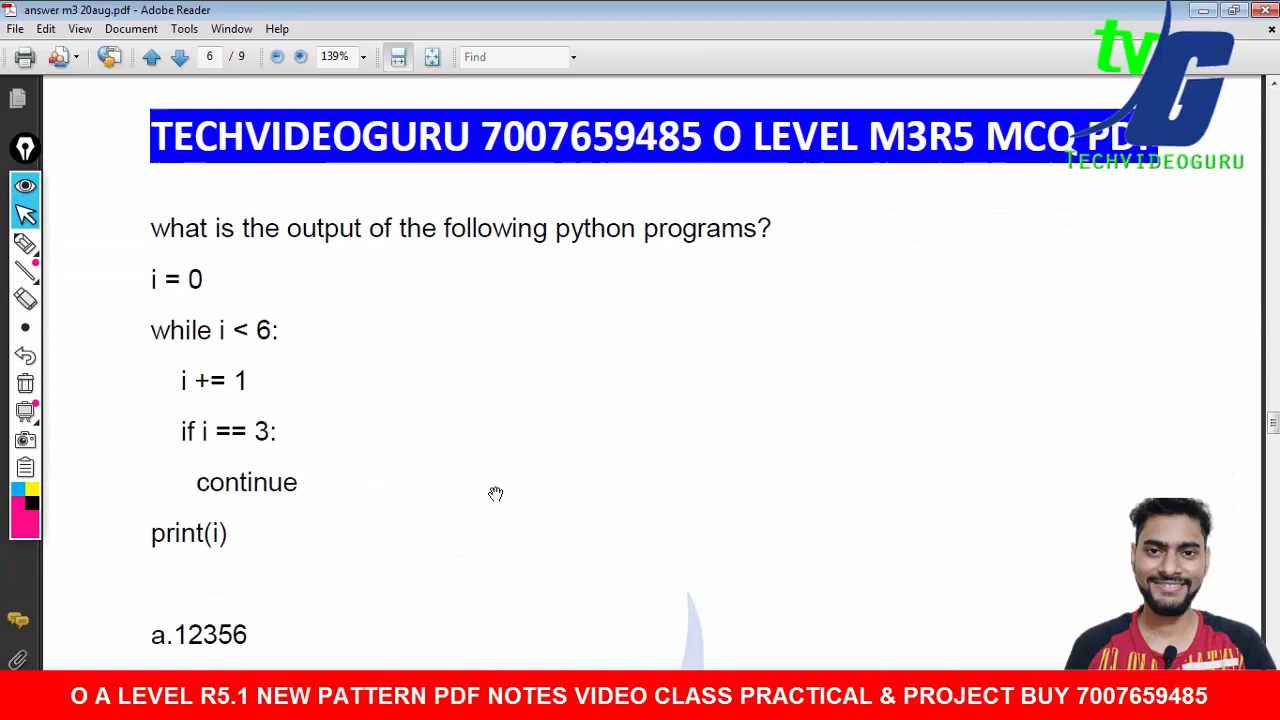 answer m3 20aug.pdf - Adobe Reader
File Edit View Document Tools Window Help
6 / 9 139% Find
tvG
TECHVIDEOGURU 7007659485 O LEVEL M3R5 MCQ PDF
TECHVIDEOGURU
what is the output of the following python programs?
i = 0
while i < 6:
i += 1
if i == 3:
continue
print(i)
a.12356
O A LEVEL R5.1 NEW PATTERN PDF NOTES VIDEO CLASS PRACTICAL & PROJECT BUY 7007659485